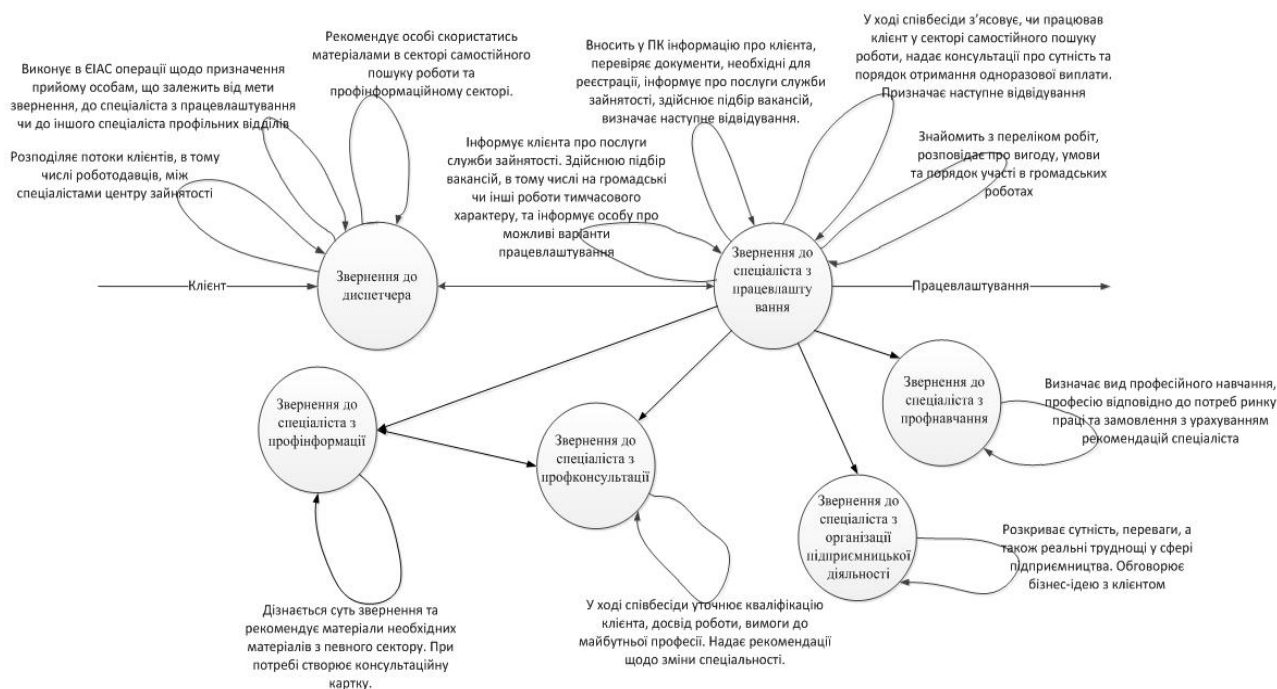 Виконує в ЄІАС операції щодо призначення
прийому особам, що залежить від мети
звернення, до спеціаліста з працевлаштування
чи до іншого спеціаліста профільних відділів
Розподіляє потоки клієнтів, в тому
числі роботодавців, між
спеціалістами центру зайнятості
Рекомендує особі скористатись
матеріалами в секторі самостійного
пошуку роботи та
профінформаційному секторі.
Інформує клієнта про послуги
служби зайнятості. Здійснюю підбір
вакансій, в тому числі на громадські
чи інші роботи тимчасового
характеру, та інформує особу про
можливі варіанти
працевлаштування
Вносить у ПК інформацію про клієнта,
перевіряє документи, необхідні для
реєстрації, інформує про послуги служби
зайнятості, здійснює підбір вакансій,
визначає наступне відвідування.
У ході співбесіди з’ясовує, чи працював
клієнт у секторі самостійного пошуку
роботи, надає консультації про сутність та
порядок отримання одноразової виплати.
Призначає наступне відвідування
Знайомить з переліком робіт,
розповідає про вигоду, умови
та порядок участі в громадських
роботах
Клієнт
Звернення до
диспетчера
Звернення до
спеціаліста з
працевлашту
вання
Працевлаштування
Звернення до
спеціаліста з
профінформації
Звернення до
спеціаліста з
профконсультації
Звернення до
спеціаліста з
профнавчання
Визначає вид професійного навчання,
професію відповідно до потреб ринку
праці та замовлення з урахуванням
рекомендацій спеціаліста
Звернення до
спеціаліста з
організації
підприємницької
діяльності
Розкриває сутність, переваги, а
також реальні труднощі у сфері
підприємництва. Обговорює
бізнес-ідею з клієнтом
Дізнається суть звернення та
рекомендує матеріали необхідних
матеріалів з певного сектору. При
потребі створює консультаційну
картку.
У ході співбесіди уточнює кваліфікацію
клієнта, досвід роботи, вимоги до
майбутньої професії. Надає рекомендації
щодо зміни спеціальності.